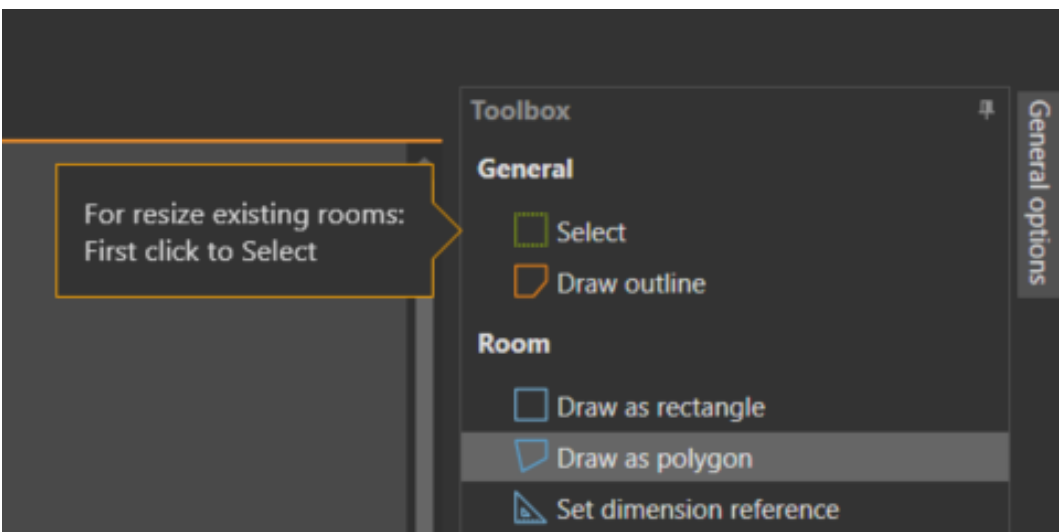 Toolbox
General
For resize existing rooms:
First click to Select
Select
Draw outline
Room
Draw as rectangle
Draw as polygon
Set dimension reference
General options